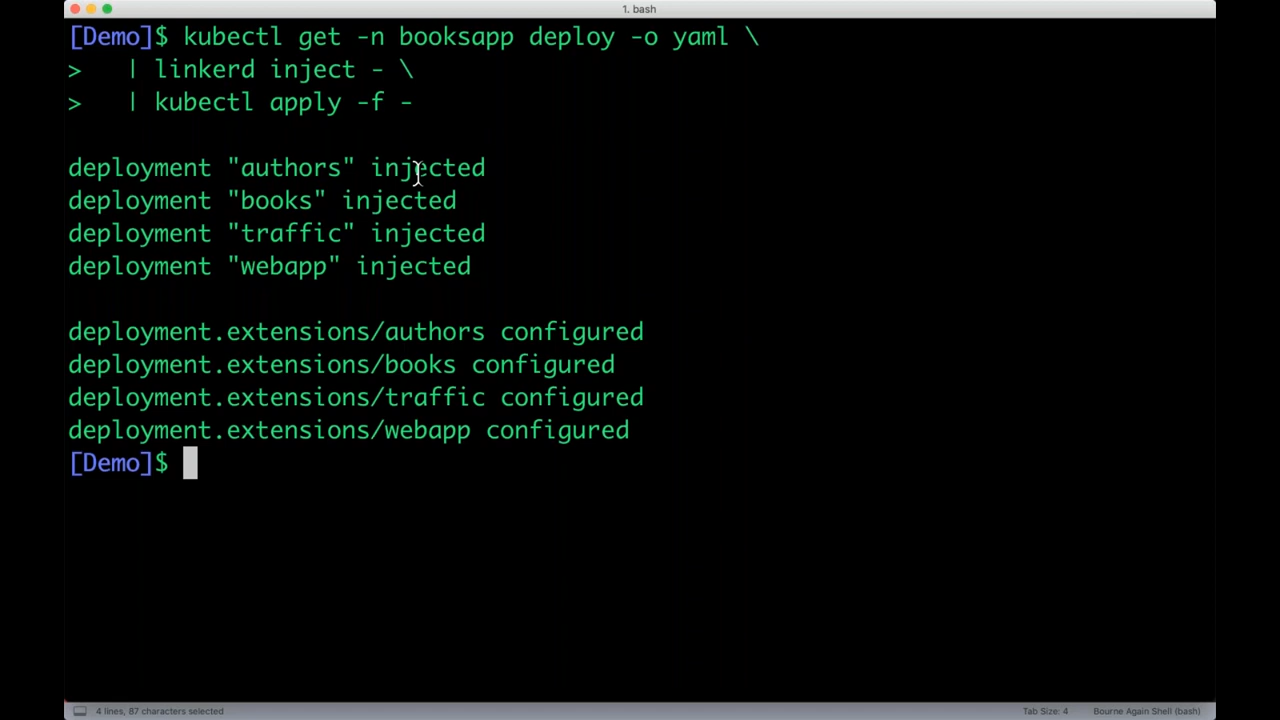 1. bash
[Demo]$ kubectl get -n booksapp deploy -o yaml \
>   | linkerd inject - \
>   | kubectl apply -f -
deployment "authors" injected
deployment "books" injected
deployment "traffic" injected
deployment "webapp" injected
deployment.extensions/authors configured
deployment.extensions/books configured
deployment.extensions/traffic configured
deployment.extensions/webapp configured
[Demo]$
4 lines, 87 characters selected
Tab Size: 4
Bourne Again Shell (bash)